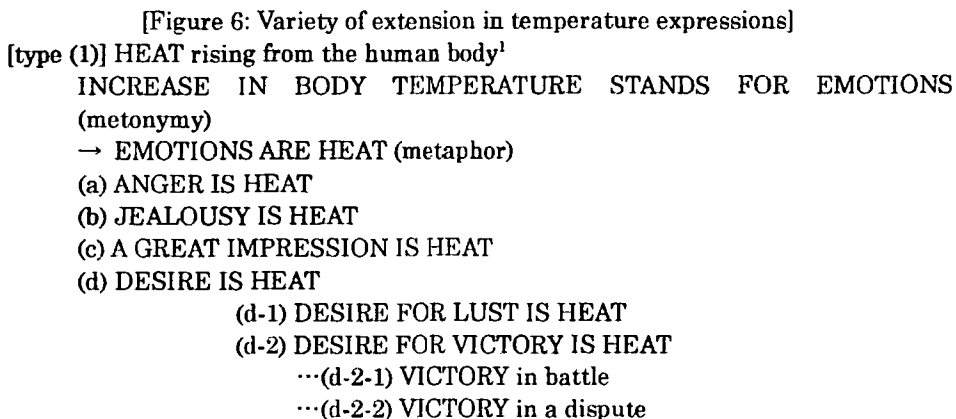 [Figure 6: Variety of extension in temperature expressions]
[type (1)] HEAT rising from the human body¹
INCREASE IN BODY TEMPERATURE STANDS FOR EMOTIONS
(metonymy)
→ EMOTIONS ARE HEAT (metaphor)
(a) ANGER IS HEAT
(b) JEALOUSY IS HEAT
(c) A GREAT IMPRESSION IS HEAT
(d) DESIRE IS HEAT
(d-1) DESIRE FOR LUST IS HEAT
(d-2) DESIRE FOR VICTORY IS HEAT
…(d-2-1) VICTORY in battle
…(d-2-2) VICTORY in a dispute